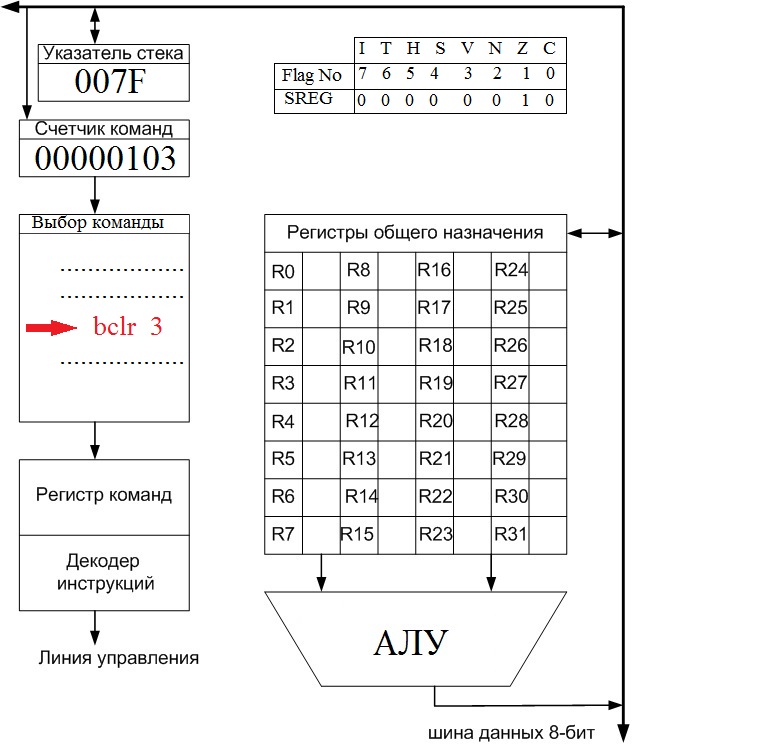 Указатель стека
007F
I T H S V N Z C
Flag No 7 6 5 4 3 2 1 0
SREG 0 0 0 0 0 0 1 0
Счетчик команд
00000103
Выбор команды
bclr 3
Регистр команд
Декодер
инструкций
Линия управления
Регистры общего назначения
R0 R8 R16 R24
R1 R9 R17 R25
R2 R10 R18 R26
R3 R11 R19 R27
R4 R12 R20 R28
R5 R13 R21 R29
R6 R14 R22 R30
R7 R15 R23 R31
АЛУ
шина данных 8-бит